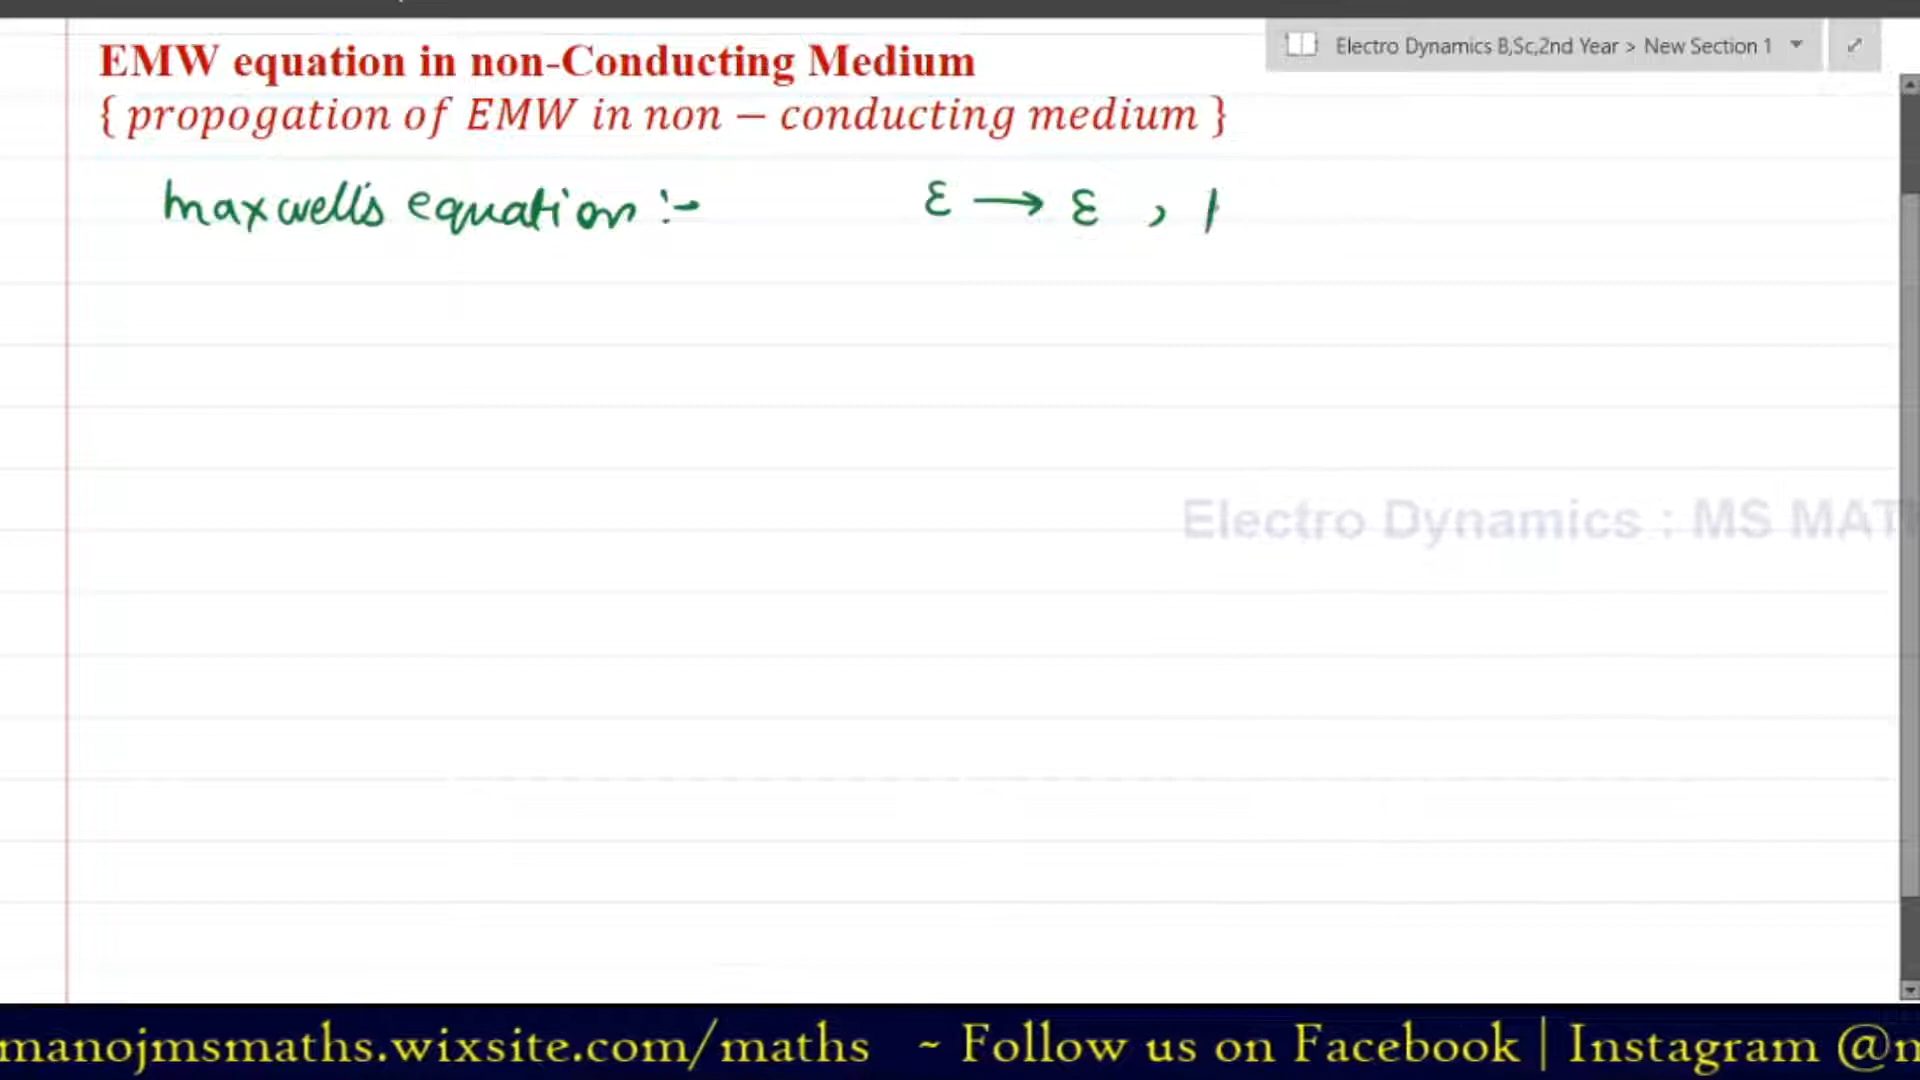 EMW equation in non-Conducting Medium
Electro Dynamics B,Sc,2nd Year > New Section 1
{ propogation of EMW in non − conducting medium }
maxwell's equation :-
ε → ε ,
Electro Dynamics : MS MAT
manojmsmaths.wixsite.com/maths ~ Follow us on Facebook | Instagram @m